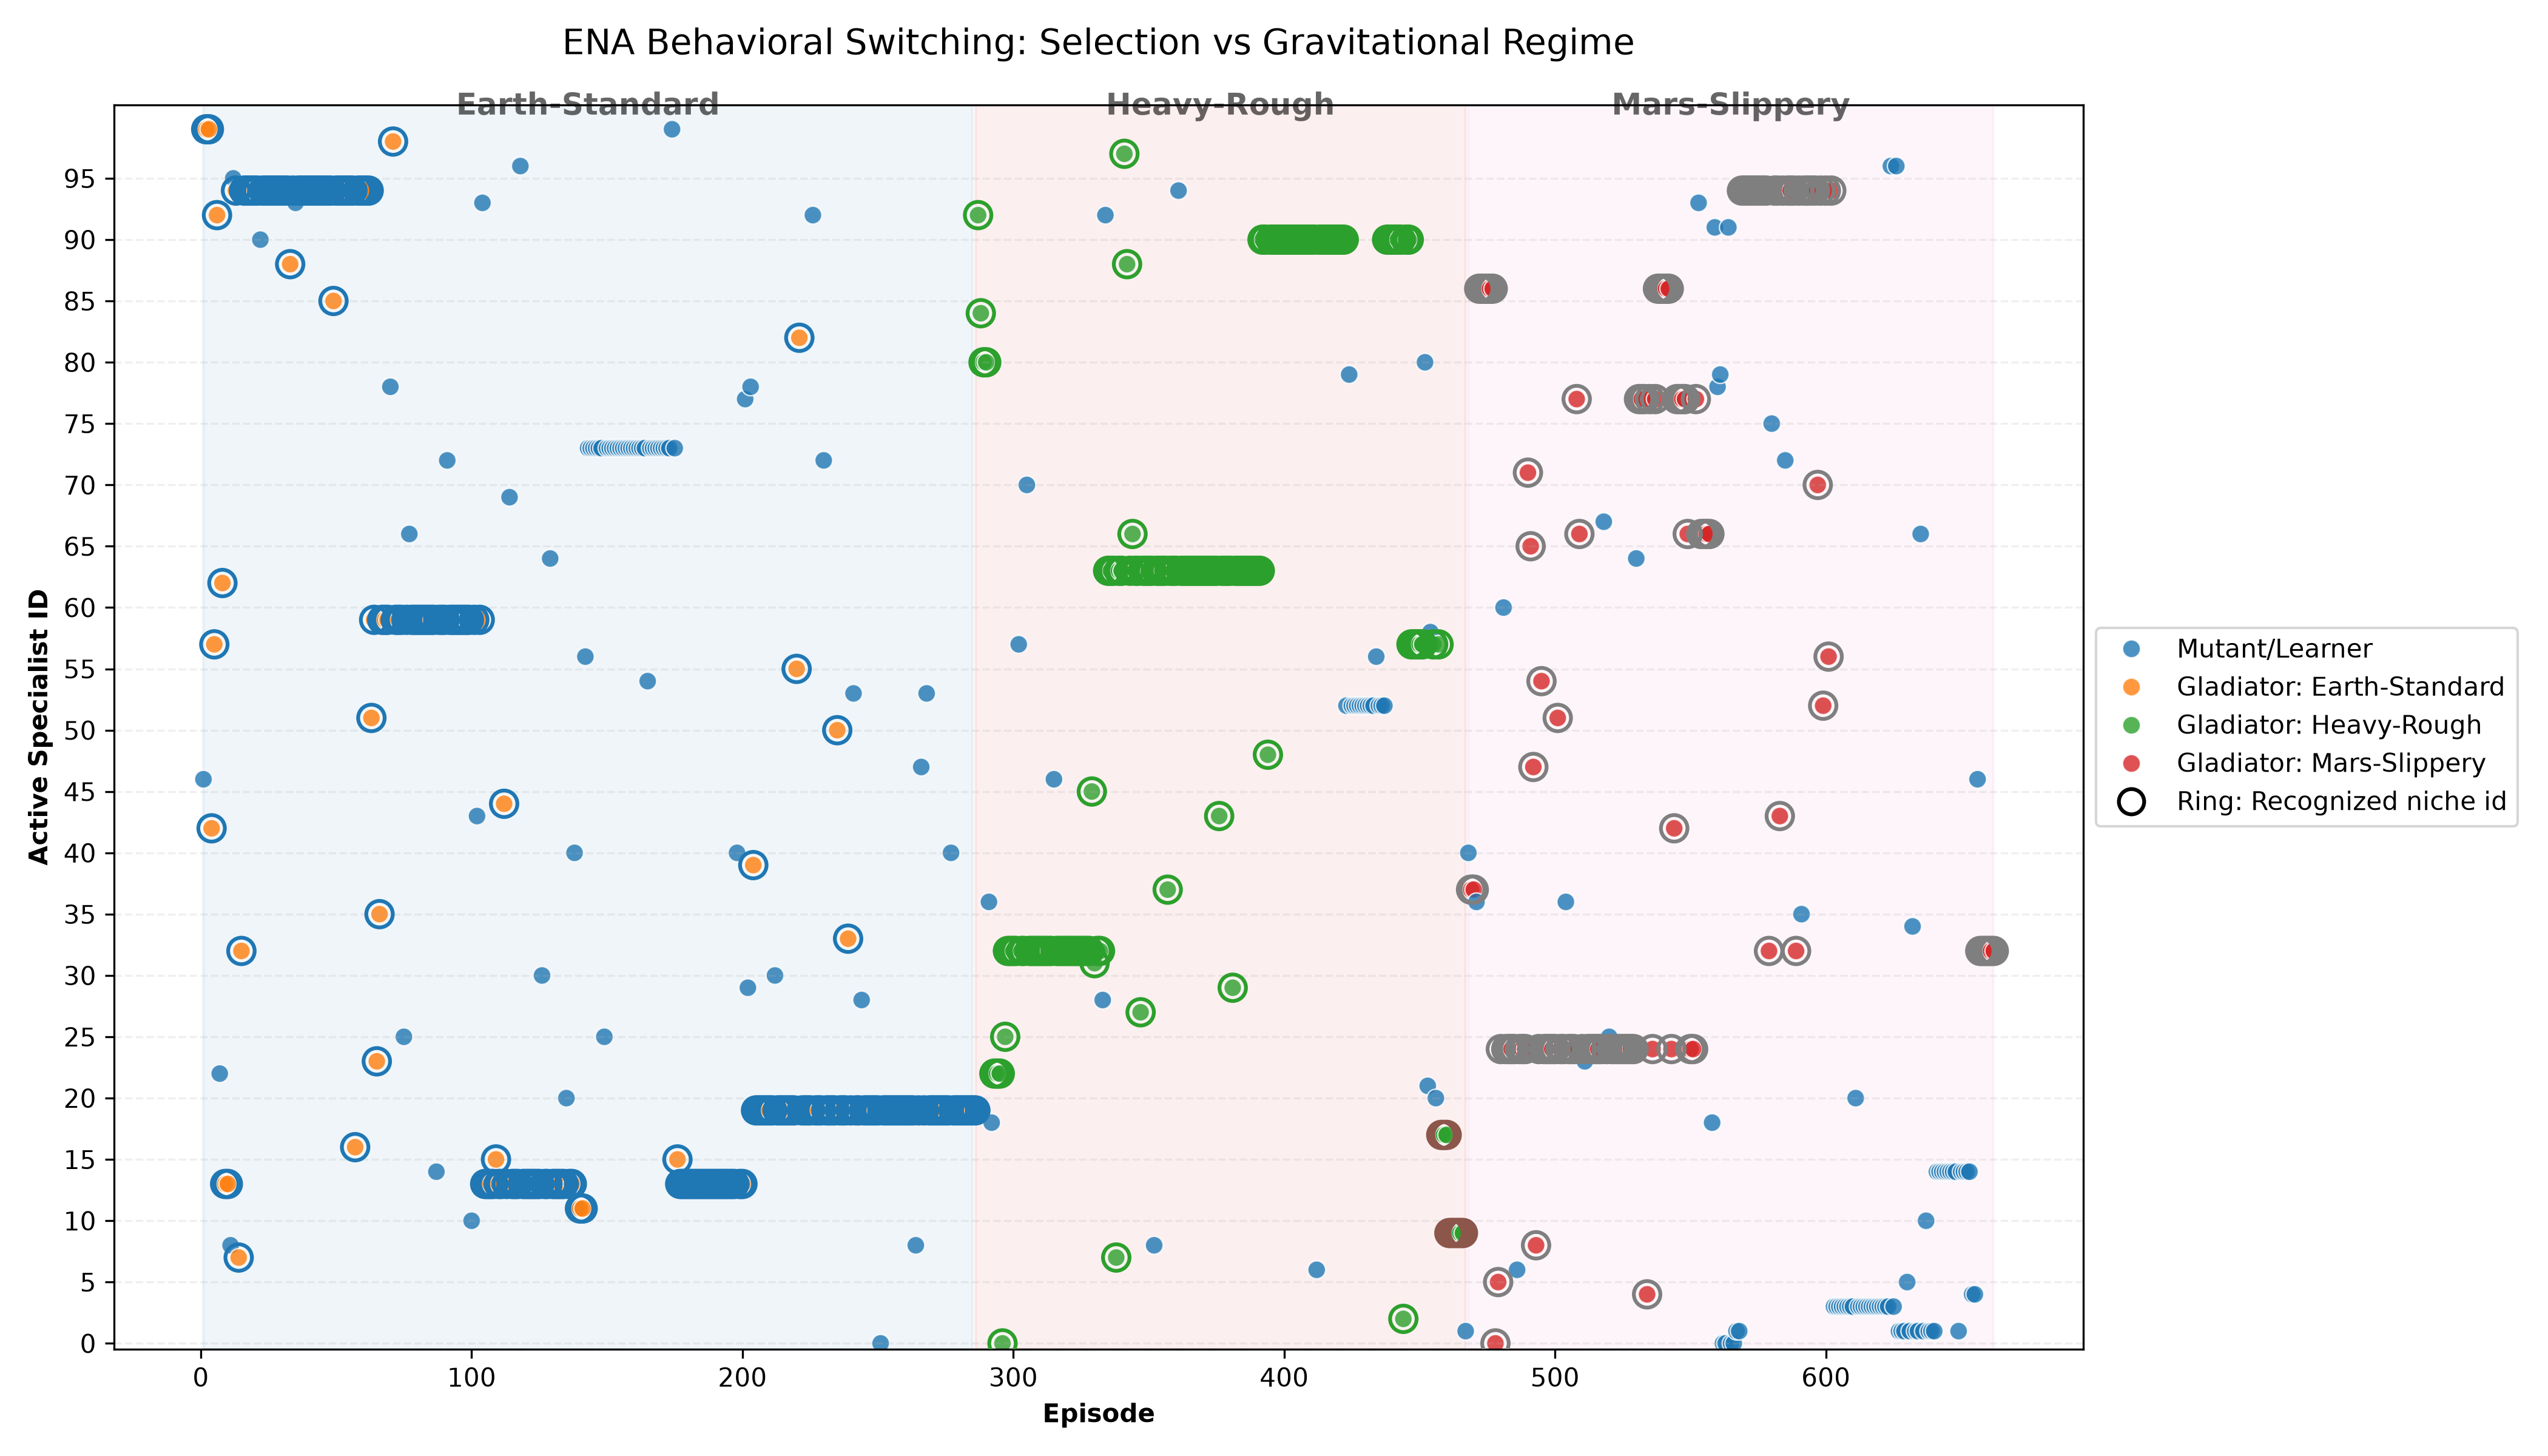 ENA Behavioral Switching: Selection vs Gravitational Regime
Earth-Standard
Heavy-Rough
Mars-Slippery
Active Specialist ID
95
90
85
80
75
70
65
60
55
50
45
40
35
30
25
20
15
10
5
0
0
100
200
300
400
500
600
Episode
Mutant/Learner
Gladiator: Earth-Standard
Gladiator: Heavy-Rough
Gladiator: Mars-Slippery
Ring: Recognized niche id